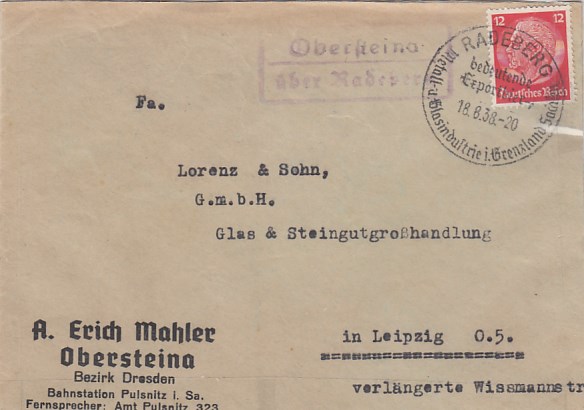 12 12
Deutsches Reich
RADEBERG
bedeutende
Export
18.8.38.-20
Metall-u. Glasindustrie i. Grenzland Sachsen
Obersteina
über Radeberg
Fa.
Lorenz & Sohn,
G.m.b.H.
Glas & Steingutgroßhandlung
A. Erich Mahler
Obersteina
Bezirk Dresden
Bahnstation Pulsnitz i. Sa.
Fernsprecher: Amt Pulsnitz 323
in Leipzig O.5.
verlängerte Wissmannstr